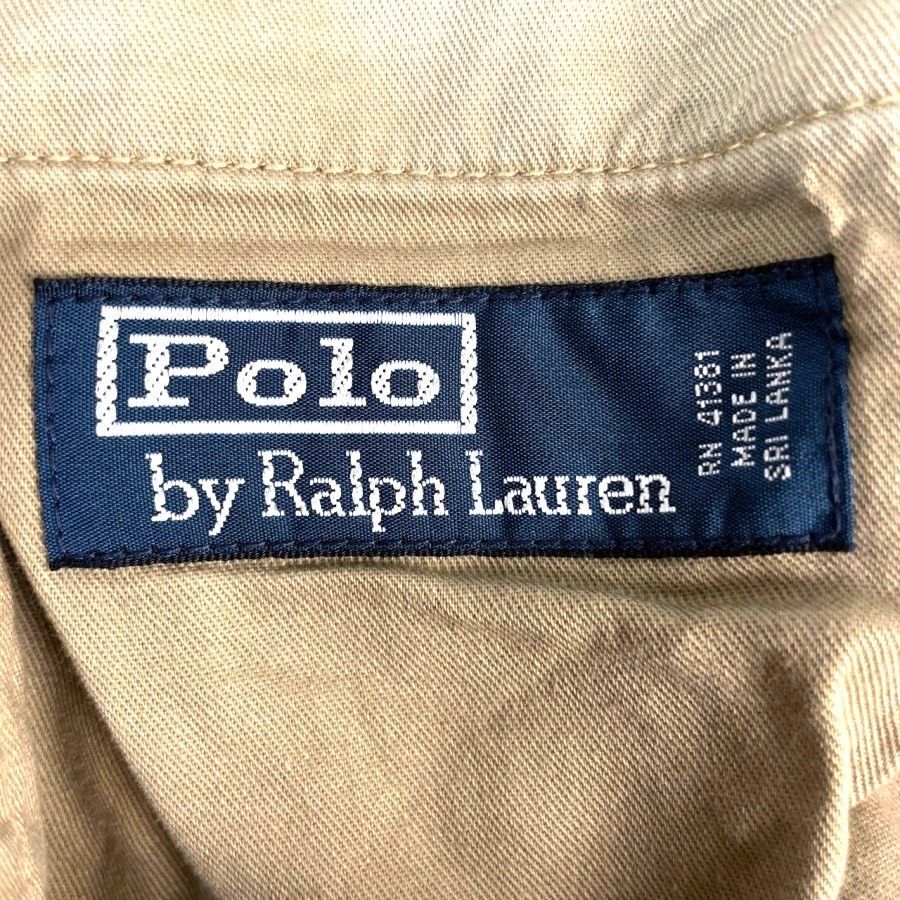 Polo
by Ralph Lauren
RN 41381
MADE IN
SRI LANKA